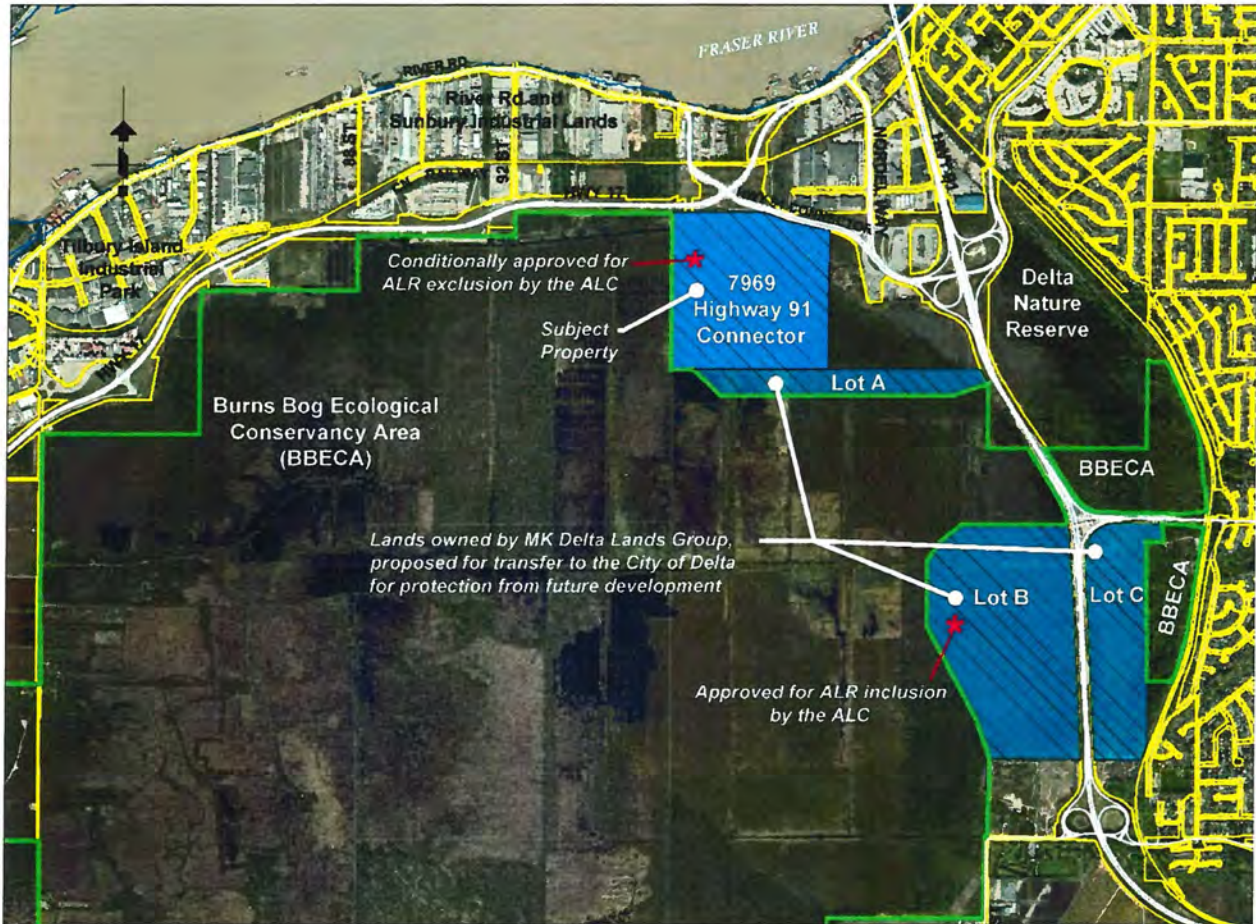 FRASER RIVER
RIVER RD
River Rd and
Sunbury Industrial Lands
88 ST
92 ST
HWY 17
Tilbury Island
Industrial
Park
Conditionally approved for
ALR exclusion by the ALC
7969
Highway 91
Connector
Subject
Property
Delta
Nature
Reserve
Lot A
Burns Bog Ecological
Conservancy Area
(BBECA)
BBECA
Lands owned by MK Delta Lands Group,
proposed for transfer to the City of Delta
for protection from future development
Lot B
Lot C
BBECA
Approved for ALR inclusion
by the ALC